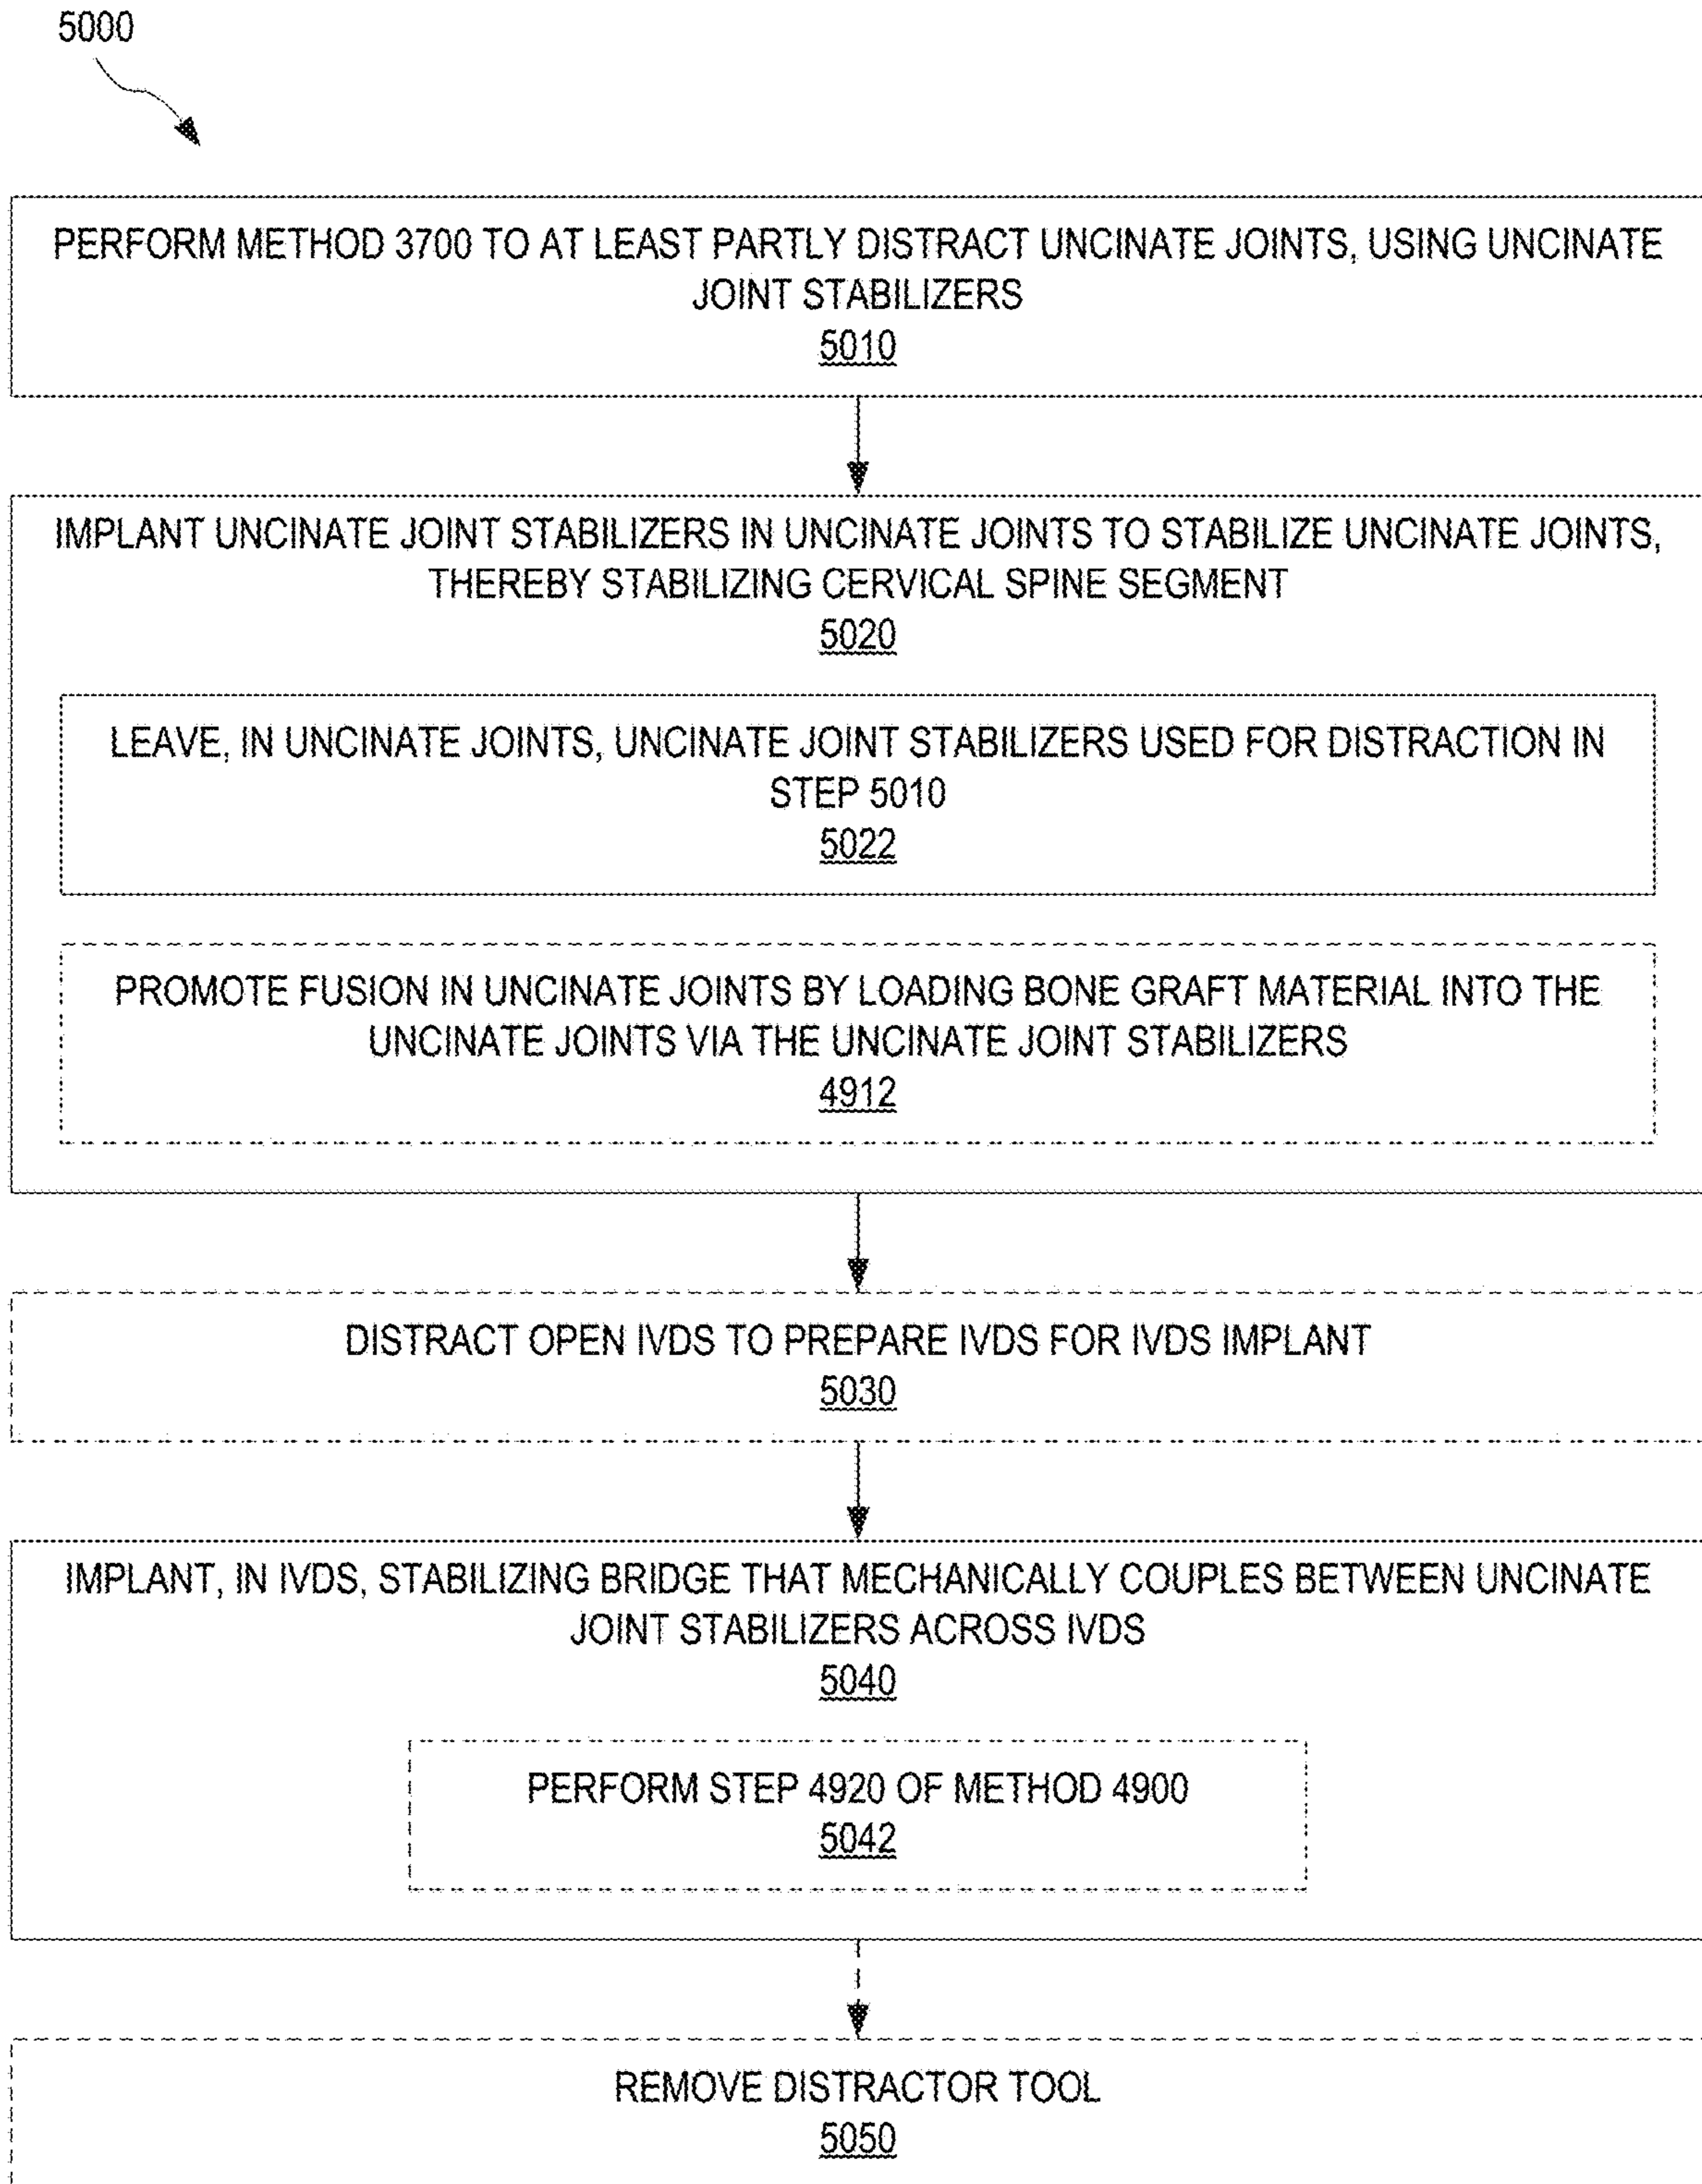 5000
PERFORM METHOD 3700 TO AT LEAST PARTLY DISTRACT UNCINATE JOINTS, USING UNCINATE
JOINT STABILIZERS
5010
IMPLANT UNCINATE JOINT STABILIZERS IN UNCINATE JOINTS TO STABILIZE UNCINATE JOINTS,
THEREBY STABILIZING CERVICAL SPINE SEGMENT
5020
LEAVE, IN UNCINATE JOINTS, UNCINATE JOINT STABILIZERS USED FOR DISTRACTION IN
STEP 5010
5022
PROMOTE FUSION IN UNCINATE JOINTS BY LOADING BONE GRAFT MATERIAL INTO THE
UNCINATE JOINTS VIA THE UNCINATE JOINT STABILIZERS
4912
DISTRACT OPEN IVDS TO PREPARE IVDS FOR IVDS IMPLANT
5030
IMPLANT, IN IVDS, STABILIZING BRIDGE THAT MECHANICALLY COUPLES BETWEEN UNCINATE
JOINT STABILIZERS ACROSS IVDS
5040
PERFORM STEP 4920 OF METHOD 4900
5042
REMOVE DISTRACTOR TOOL
5050